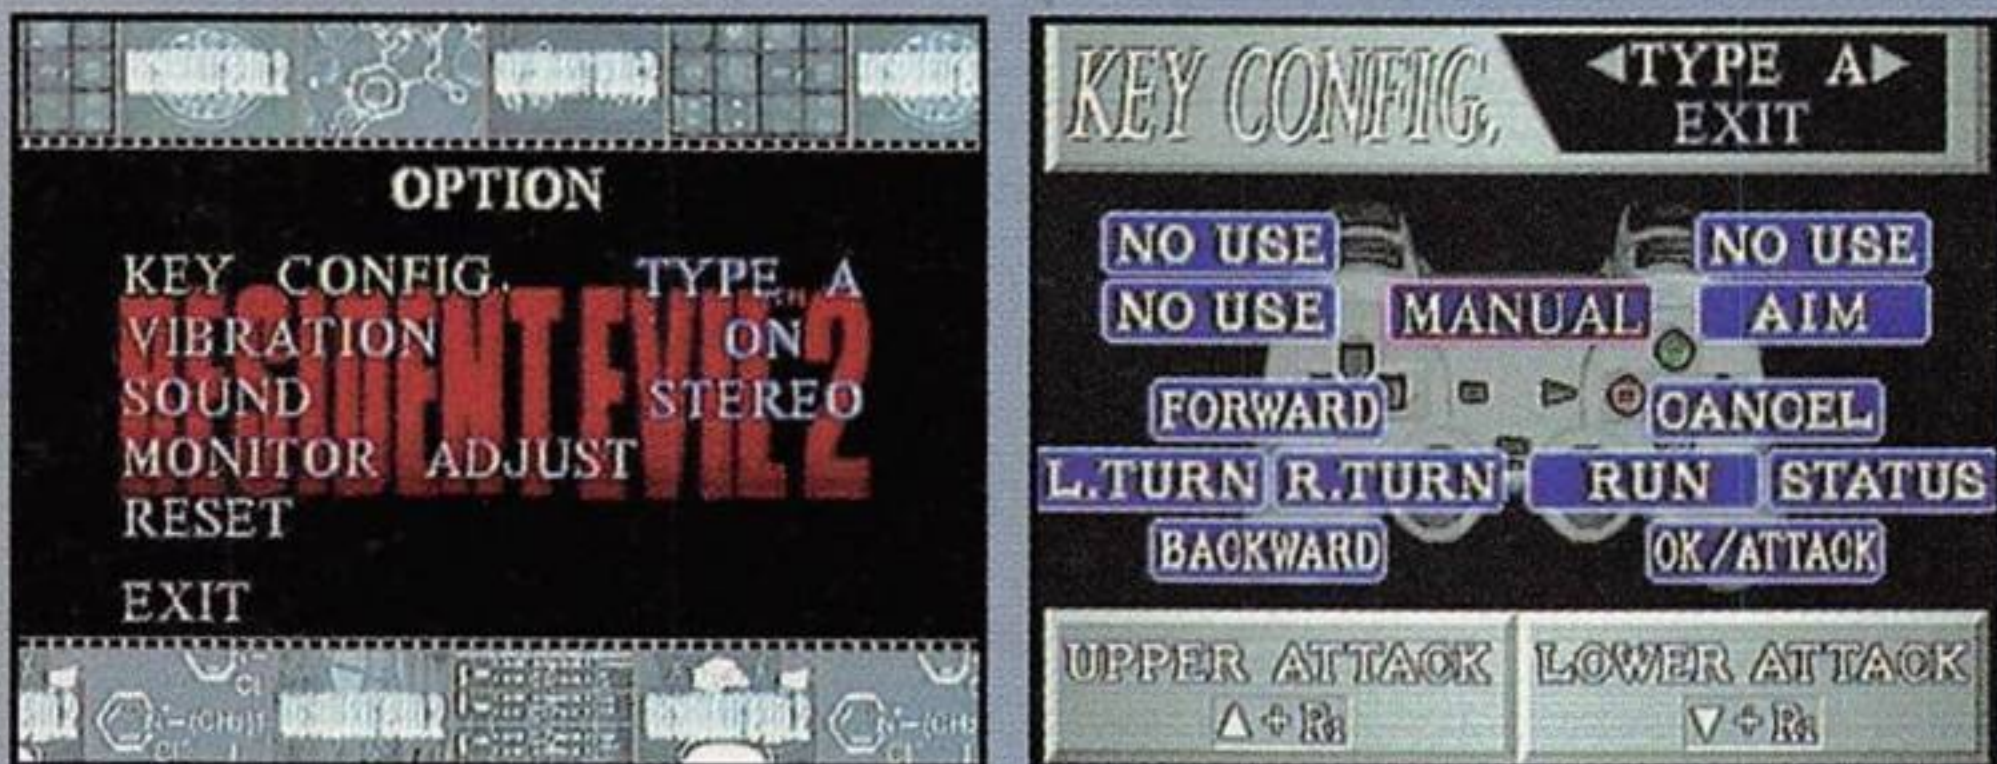 OPTION
KEY CONFIG. TYPE A
VIBRATION ON
SOUND STEREO
MONITOR ADJUST
RESET
EXIT
RESIDENT EVIL 2
KEY CONFIG.
◀TYPE A▶
EXIT
NO USE NO USE
NO USE MANUAL AIM
FORWARD CANCEL
L.TURN R.TURN RUN STATUS
BACKWARD OK/ATTACK
UPPER ATTACK LOWER ATTACK
△ + R1 ▽ + R1